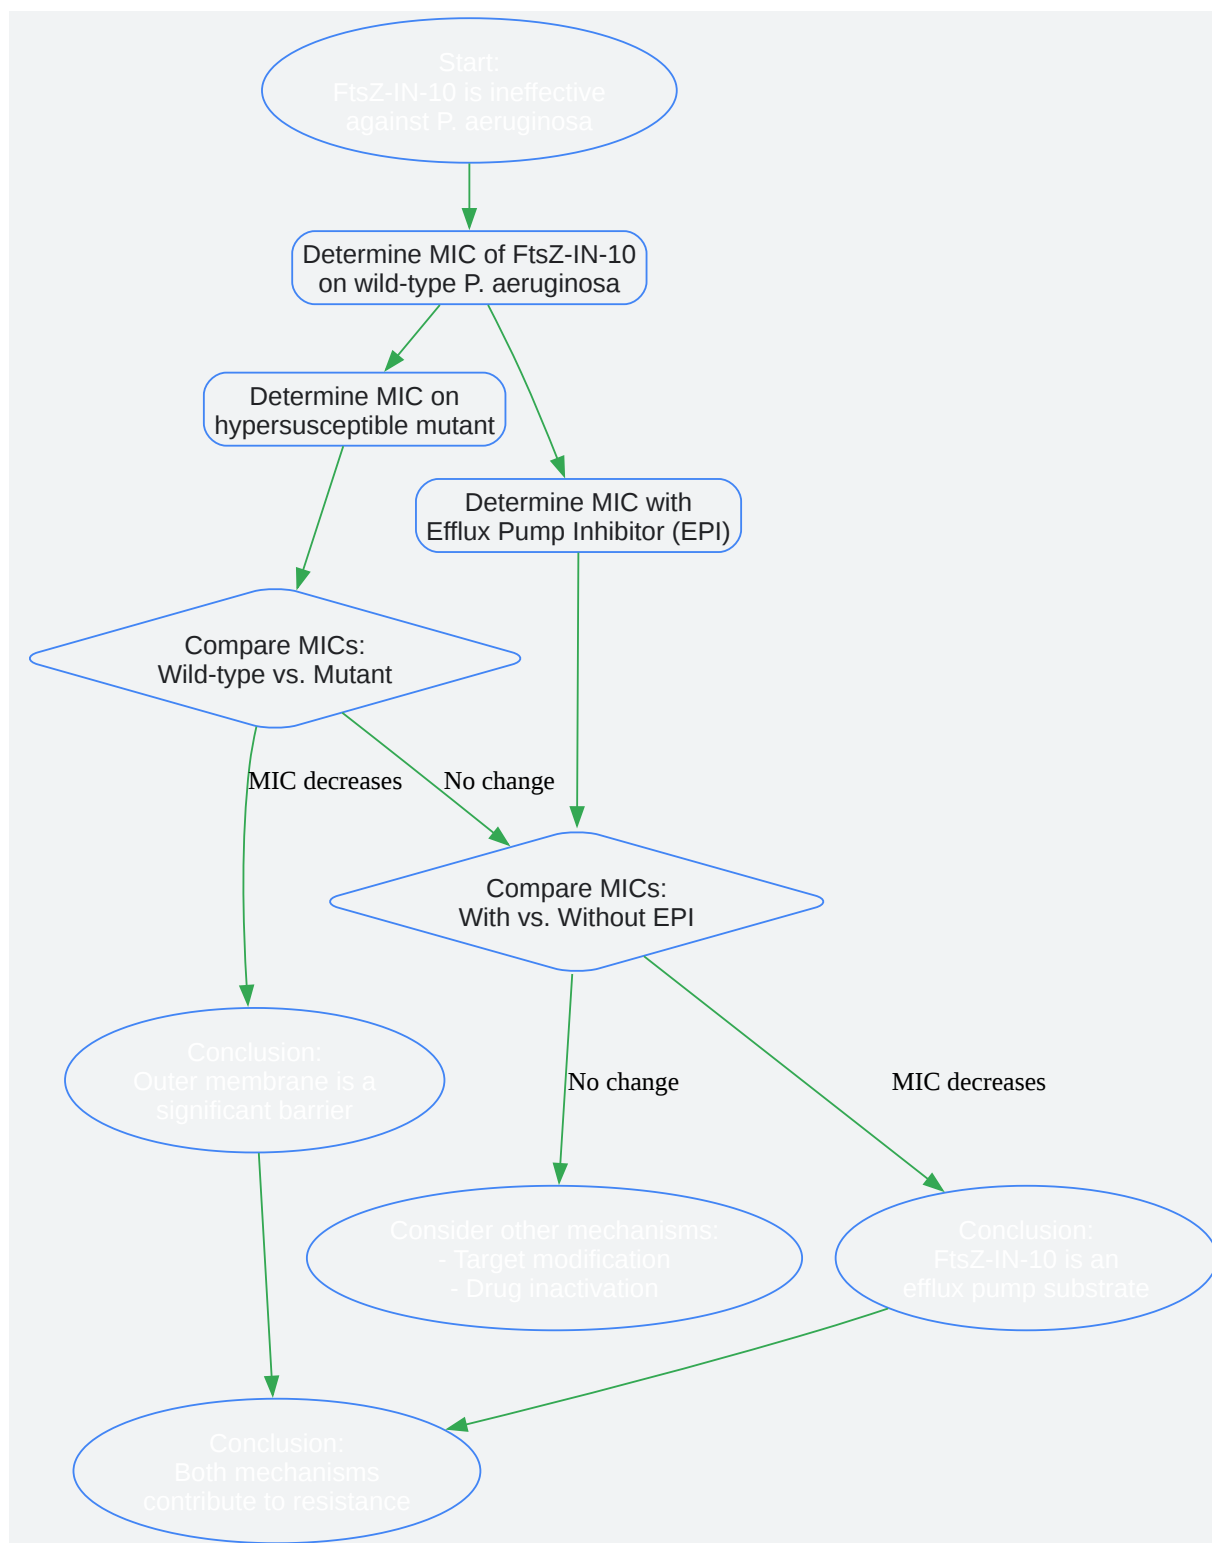 Start:
FtsZ-IN-10 is ineffective
against P. aeruginosa
Determine MIC of FtsZ-IN-10
on wild-type P. aeruginosa
Determine MIC on
hypersusceptible mutant
Determine MIC with
Efflux Pump Inhibitor (EPI)
Compare MICs:
Wild-type vs. Mutant
MIC decreases
No change
Compare MICs:
With vs. Without EPI
Conclusion:
Outer membrane is a
significant barrier
No change
MIC decreases
Consider other mechanisms:
- Target modification
- Drug inactivation
Conclusion:
FtsZ-IN-10 is an
efflux pump substrate
Conclusion:
Both mechanisms
contribute to resistance